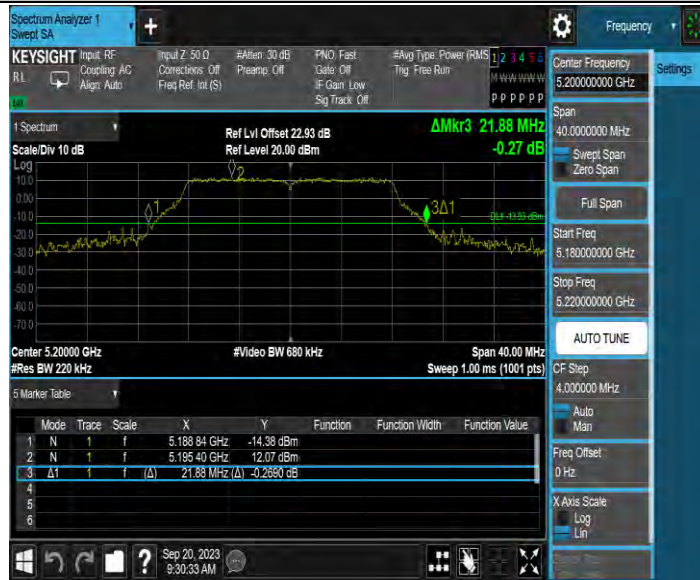 Spectrum Analyzer 1
Swept SA
+
Frequency
KEYSIGHT
RL
Input: RF
Coupling: AC
Align: Auto
Input Z: 50 Ω
Corrections: Off
Freq Ref: Int (S)
#Atten: 30 dB
Preamp: Off
PNO: Fast
Gate: Off
IF Gain: Low
Sig Track: Off
#Avg Type: Power (RMS
Trig: Free Run
1 2 3 4 5 6
M W W W W W
P P P P P P
Center Frequency
5.200000000 GHz
Settings
Span
40.0000000 MHz
Swept Span
Zero Span
Full Span
Start Freq
5.180000000 GHz
Stop Freq
5.220000000 GHz
AUTO TUNE
CF Step
4.000000 MHz
Auto
Man
Freq Offset
0 Hz
X Axis Scale
Log
Lin
1 Spectrum
Scale/Div 10 dB
Ref Lvl Offset 22.93 dB
Ref Level 20.00 dBm
ΔMkr3 21.88 MHz
-0.27 dB
Log
10.0
0.00
-10.0
-20.0
-30.0
-40.0
-50.0
-60.0
-70.0
1
2
3Δ1
DL1 -13.93 dBm
Center 5.20000 GHz
#Video BW 680 kHz
Span 40.00 MHz
#Res BW 220 kHz
Sweep 1.00 ms (1001 pts)
5 Marker Table
Mode Trace Scale X Y Function Function Width Function Value
1 N 1 f 5.188 84 GHz -14.38 dBm
2 N 1 f 5.195 40 GHz 12.07 dBm
3 Δ1 1 f (Δ) 21.88 MHz (Δ) -0.2690 dB
4
5
6
?
Sep 20, 2023
9:30:33 AM